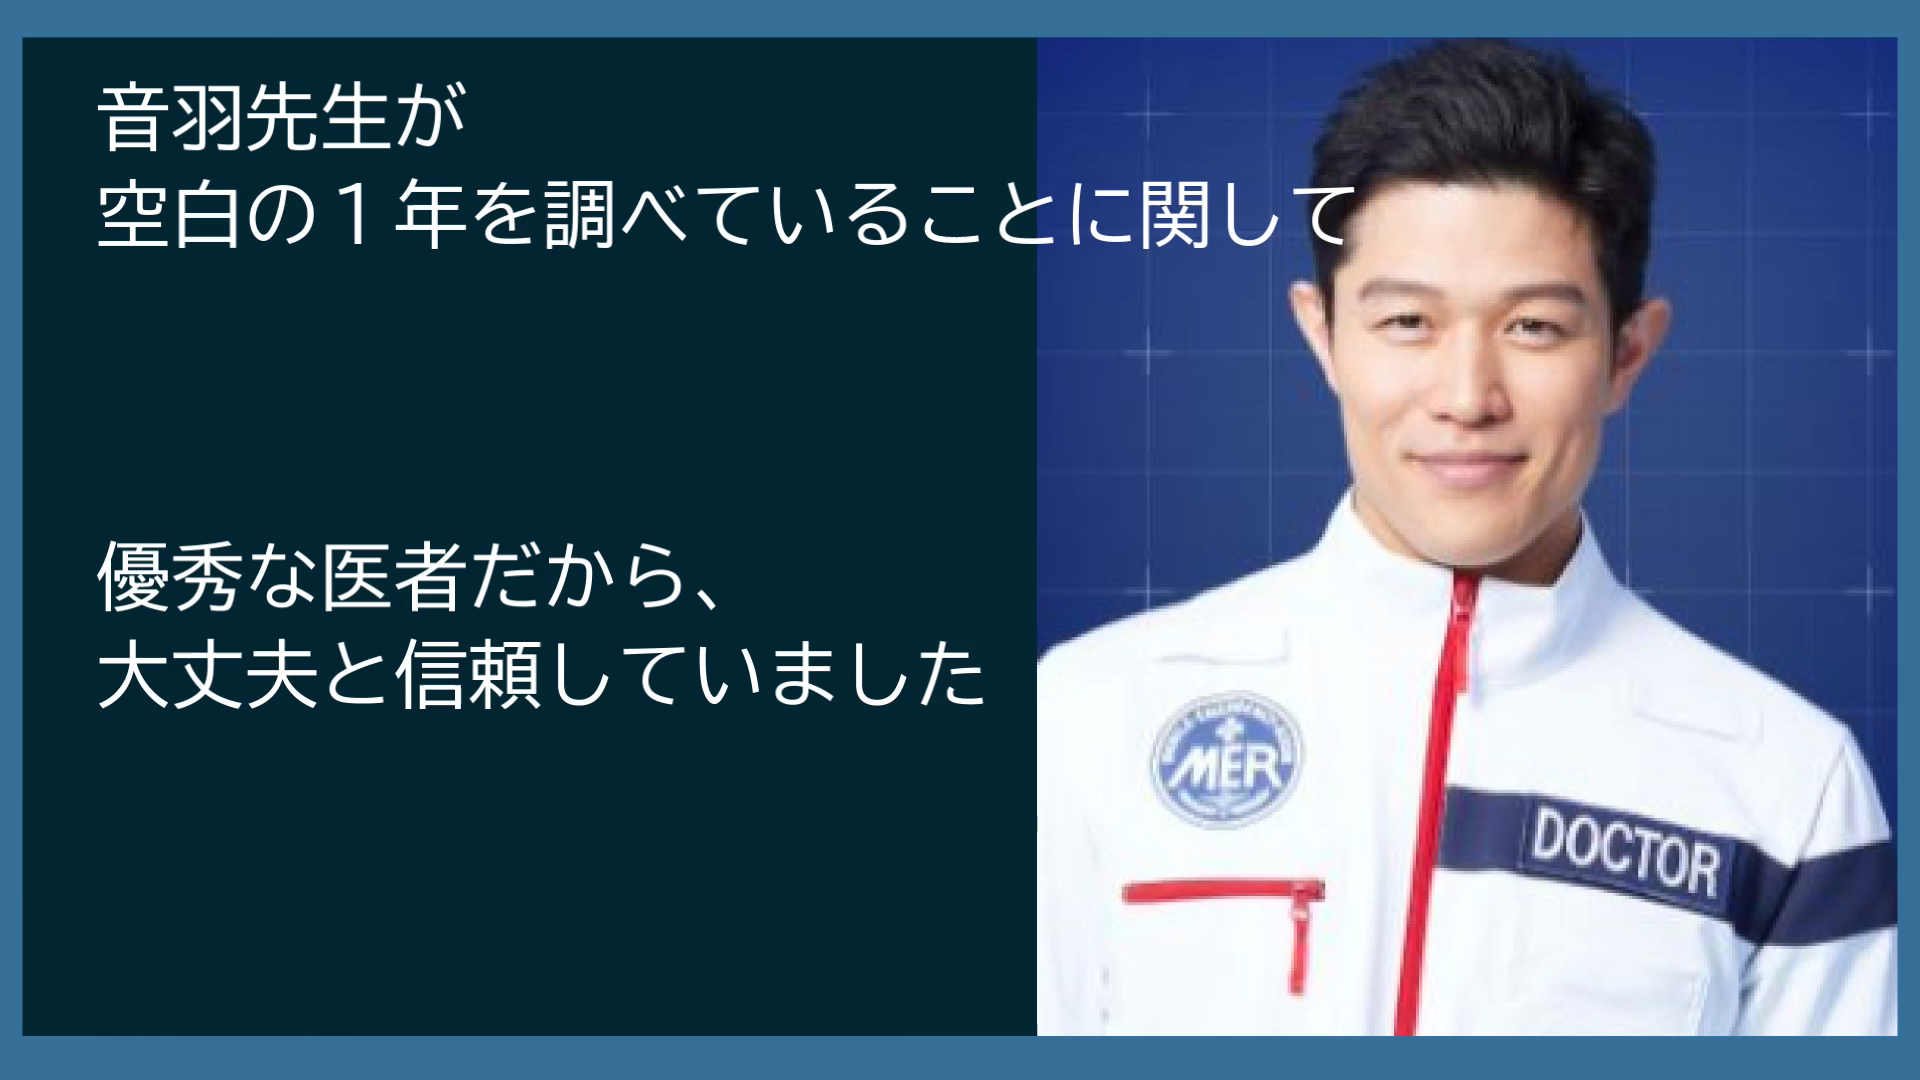 音羽先生が
空白の１年を調べていることに関して
優秀な医者だから、
大丈夫と信頼していました
MER
DOCTOR